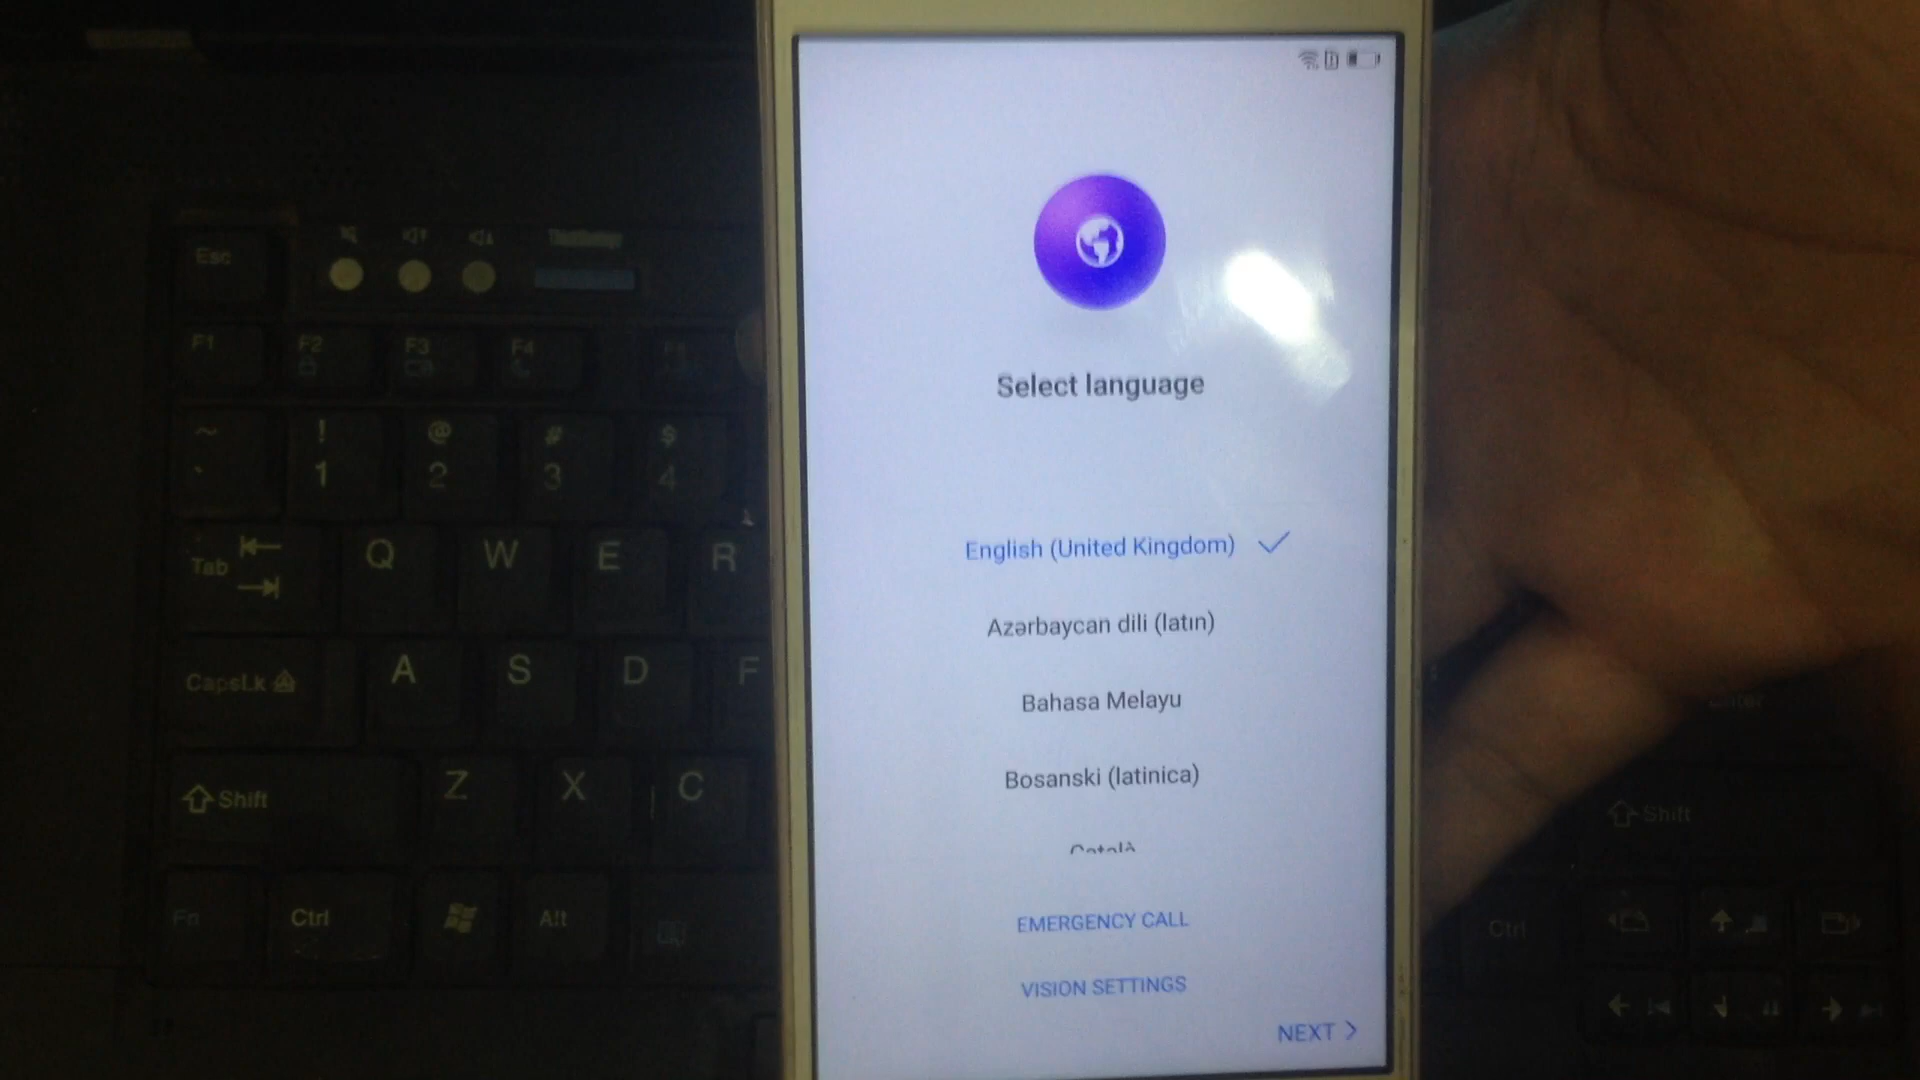 Select language
English (United Kingdom)
Azərbaycan dili (latın)
Bahasa Melayu
Bosanski (latinica)
Català
EMERGENCY CALL
VISION SETTINGS
NEXT
Esc
F1 F2 F3 F4
~ ! @ # $
` 1 2 3 4
Tab Q W E R
CapsLk A S D F
Shift Z X C
Shift
Fn Ctrl Alt
Ctrl